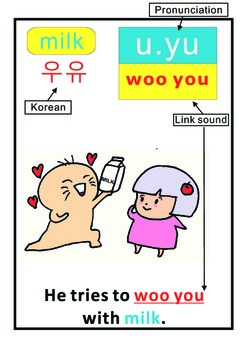 Pronunciation
milk
u.yu
우유
woo you
Korean
Link sound
MILK
He tries to woo you
with milk.